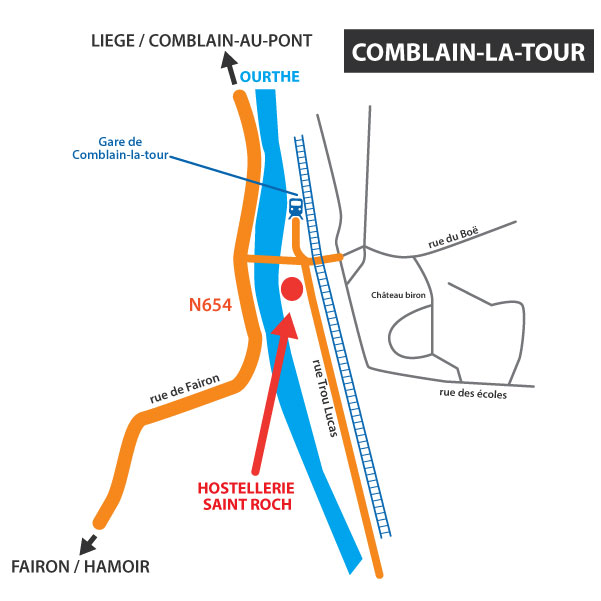 LIEGE / COMBLAIN-AU-PONT
COMBLAIN-LA-TOUR
OURTHE
Gare de
Comblain-la-tour
rue du Boë
Château biron
N654
rue Trou Lucas
rue de Fairon
rue des écoles
HOSTELLERIE
SAINT ROCH
FAIRON / HAMOIR